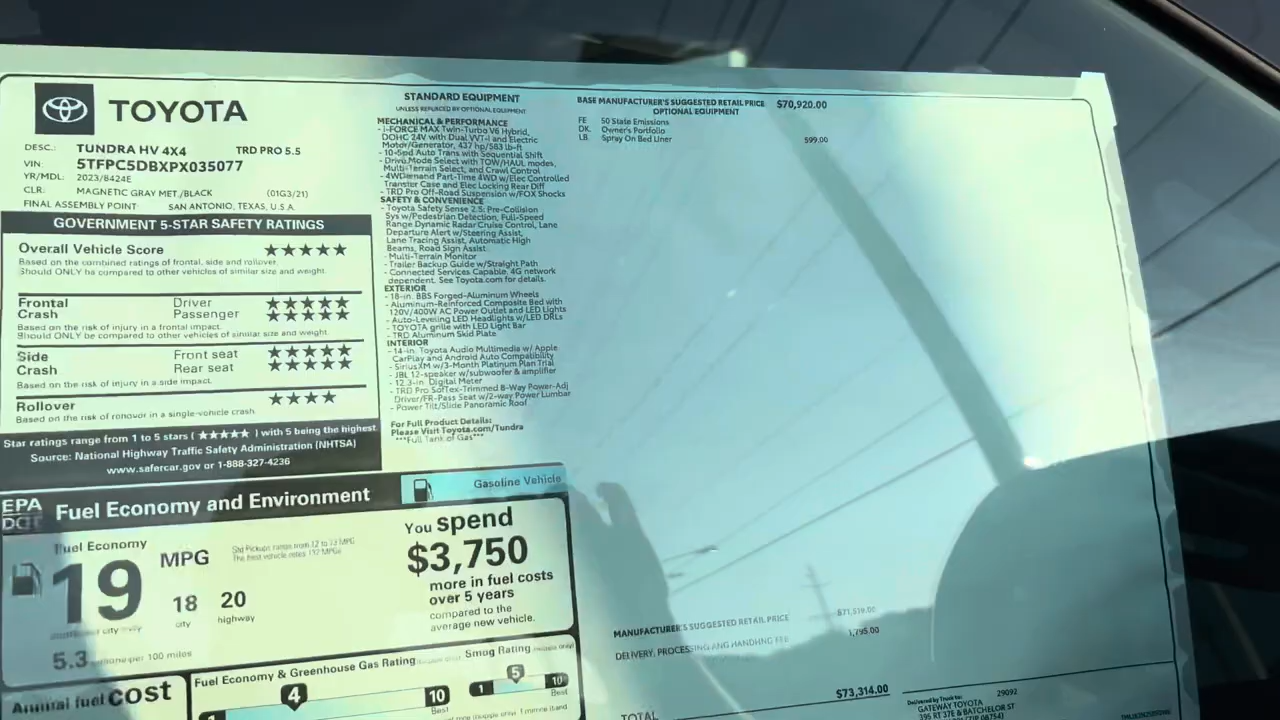 TOYOTA
DESC: TUNDRA HV 4X4 TRD PRO 5.5
VIN: 5TFPC5DBXPX035077
YR/MDL: 2023/8424E
CLR: MAGNETIC GRAY MET /BLACK (01G3/21)
FINAL ASSEMBLY POINT: SAN ANTONIO, TEXAS, U.S.A.
GOVERNMENT 5-STAR SAFETY RATINGS
Overall Vehicle Score ★★★★★
Based on the combined ratings of frontal, side and rollover.
Should ONLY be compared to other vehicles of similar size and weight.
Frontal Driver ★★★★★
Crash Passenger ★★★★★
Based on the risk of injury in a frontal impact.
Should ONLY be compared to other vehicles of similar size and weight.
Side Front seat ★★★★★
Crash Rear seat ★★★★★
Based on the risk of injury in a side impact.
Rollover ★★★★
Based on the risk of rollover in a single-vehicle crash.
Star ratings range from 1 to 5 stars (★★★★★) with 5 being the highest
Source: National Highway Traffic Safety Administration (NHTSA)
www.safercar.gov or 1-888-327-4236
STANDARD EQUIPMENT
UNLESS REPLACED BY OPTIONAL EQUIPMENT
MECHANICAL & PERFORMANCE
- i-FORCE MAX Twin-Turbo V6 Hybrid,
DOHC 24V with Dual VVT-i and Electric
Motor/Generator, 437 hp/583 lb-ft
- 10-Spd Auto Trans with Sequential Shift
- Drive Mode Select with TOW/HAUL modes,
Multi-Terrain Select, and Crawl Control
- 4WDemand Part-Time 4WD w/Elec Controlled
Transfer Case and Elec Locking Rear Diff
- TRD Pro Off-Road Suspension w/FOX Shocks
SAFETY & CONVENIENCE
- Toyota Safety Sense 2.5: Pre-Collision
Sys w/Pedestrian Detection, Full-Speed
Range Dynamic Radar Cruise Control, Lane
Departure Alert w/Steering Assist,
Lane Tracing Assist, Automatic High
Beams, Road Sign Assist
- Multi-Terrain Monitor
- Trailer Backup Guide w/Straight Path
- Connected Services Capable, 4G network
dependent. See Toyota.com for details.
EXTERIOR
- 18-in. BBS Forged-Aluminum Wheels
- Aluminum-Reinforced Composite Bed with
120V/400W AC Power Outlet and LED Lights
- Auto-Leveling LED Headlights w/LED DRLs
- TOYOTA grille with LED Light Bar
- TRD Aluminum Skid Plate
INTERIOR
- 14-in. Toyota Audio Multimedia w/ Apple
CarPlay and Android Auto Compatibility
- SiriusXM w/3-Month Platinum Plan Trial
- JBL 12-speaker w/subwoofer & amplifier
- 12.3-in. Digital Meter
- TRD Pro SofTex-Trimmed 8-Way Power-Adj
Driver/FR-Pass Seat w/2-way Power Lumbar
- Power Tilt/Slide Panoramic Roof
For Full Product Details:
Please Visit Toyota.com/Tundra
***Full Tank of Gas***
BASE MANUFACTURER'S SUGGESTED RETAIL PRICE $70,920.00
OPTIONAL EQUIPMENT
FE 50 State Emissions
DK. Owner's Portfolio
LB Spray On Bed Liner 599.00
EPA
DOT
Fuel Economy and Environment
Gasoline Vehicle
Fuel Economy
19 MPG
18 city
20 highway
5.3 gallons per 100 miles
You spend
$3,750
more in fuel costs
over 5 years
compared to the
average new vehicle.
Annual fuel cost
Fuel Economy & Greenhouse Gas Rating
4
1
10
Best
Smog Rating
5
1
10
Best
MANUFACTURER'S SUGGESTED RETAIL PRICE $71,519.00
DELIVERY, PROCESSING AND HANDLING FEE 1,795.00
TOTAL $73,314.00
Delivered by Truck to: 29092
GATEWAY TOYOTA
395 RT 37E & BATCHELOR ST